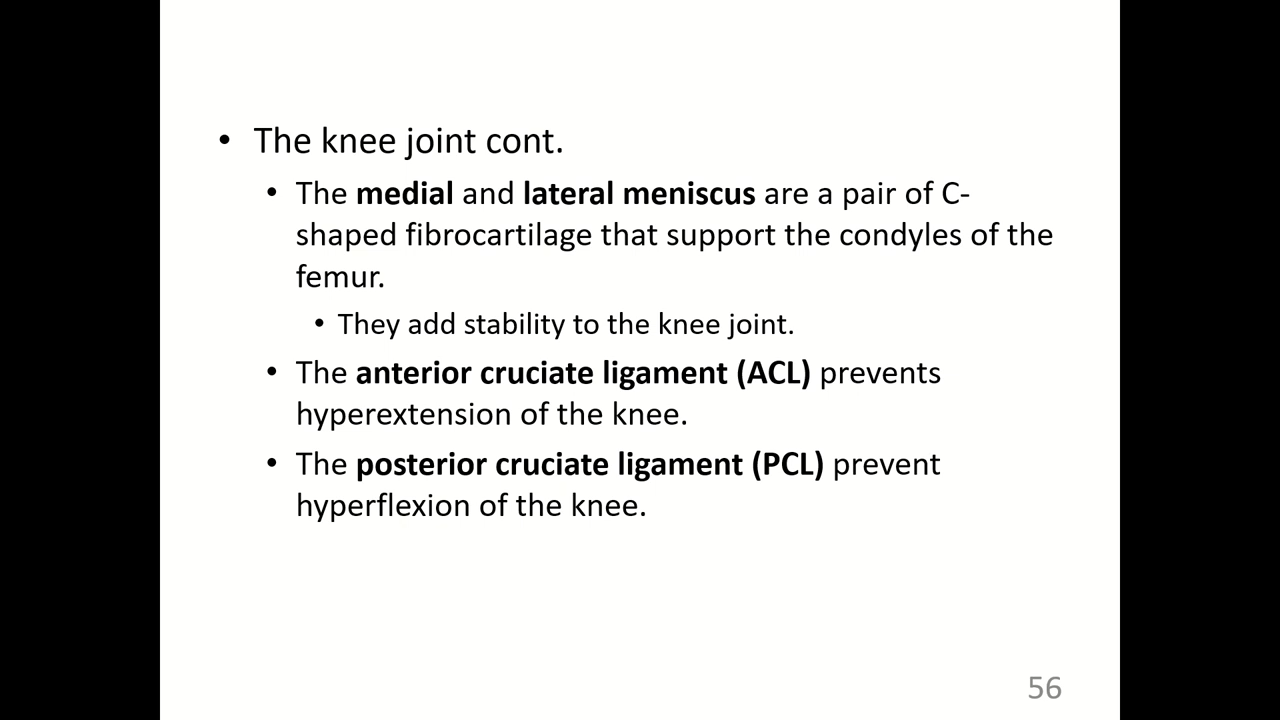 • The knee joint cont.
• The medial and lateral meniscus are a pair of C-
shaped fibrocartilage that support the condyles of the
femur.
• They add stability to the knee joint.
• The anterior cruciate ligament (ACL) prevents
hyperextension of the knee.
• The posterior cruciate ligament (PCL) prevent
hyperflexion of the knee.
56